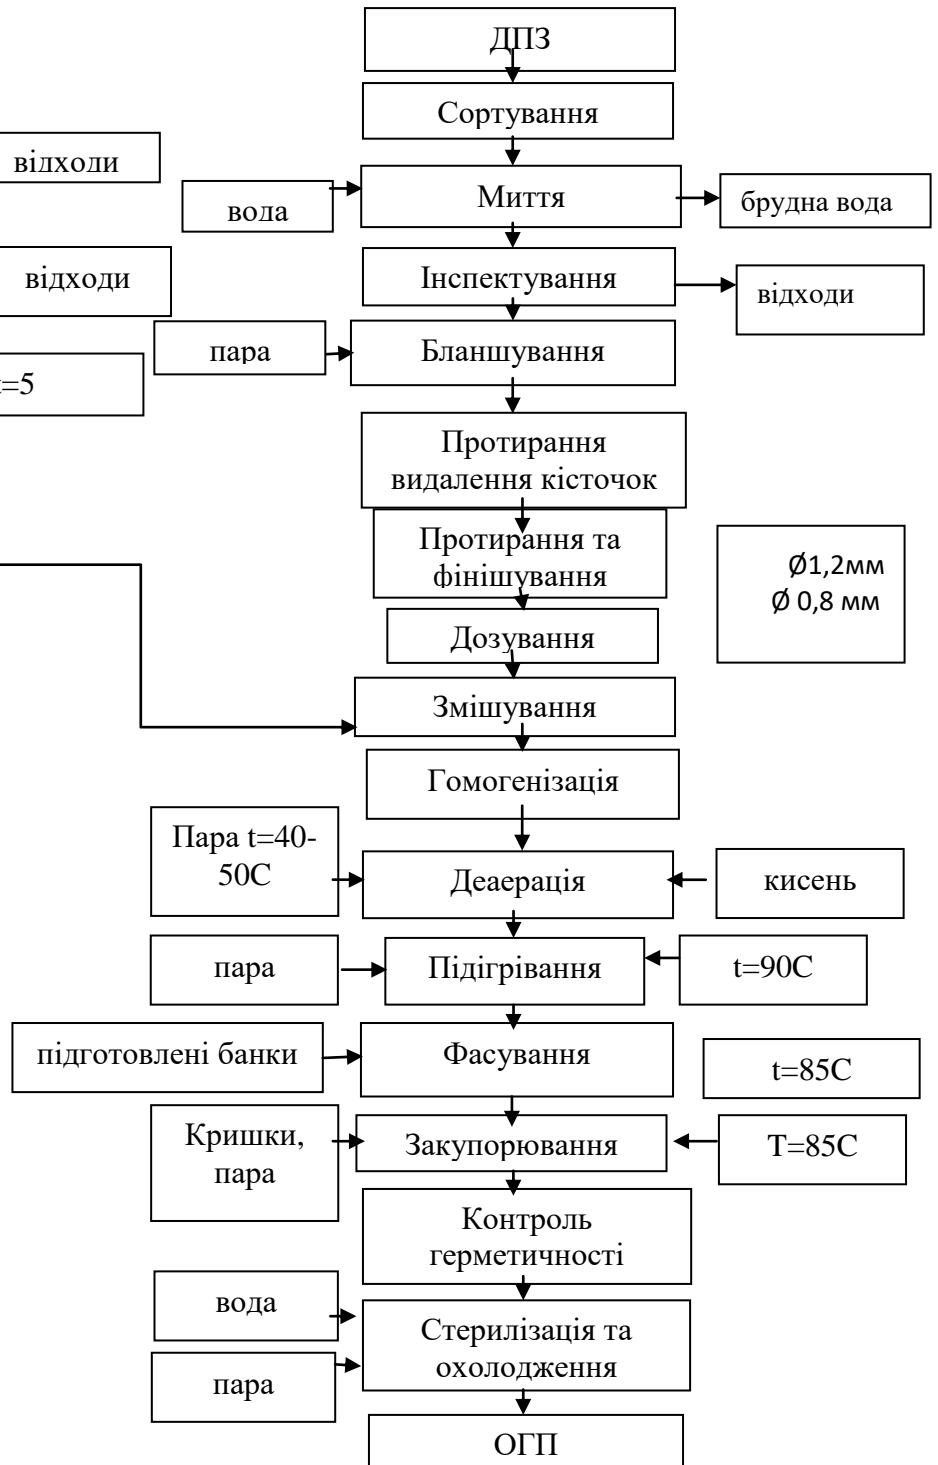 ДПЗ
Сортування
відходи
вода
Миття
брудна вода
відходи
Інспектування
відходи
пара
Бланшування
t=5
Протирання
видалення кісточок
Протирання та
фінішування
Ø1,2мм
Ø 0,8 мм
Дозування
Змішування
Гомогенізація
Пара t=40-
50С
Деаерація
кисень
пара
Підігрівання
t=90С
підготовлені банки
Фасування
t=85С
Кришки,
пара
Закупорювання
Т=85С
Контроль
герметичності
вода
Стерилізація та
охолодження
пара
ОГП